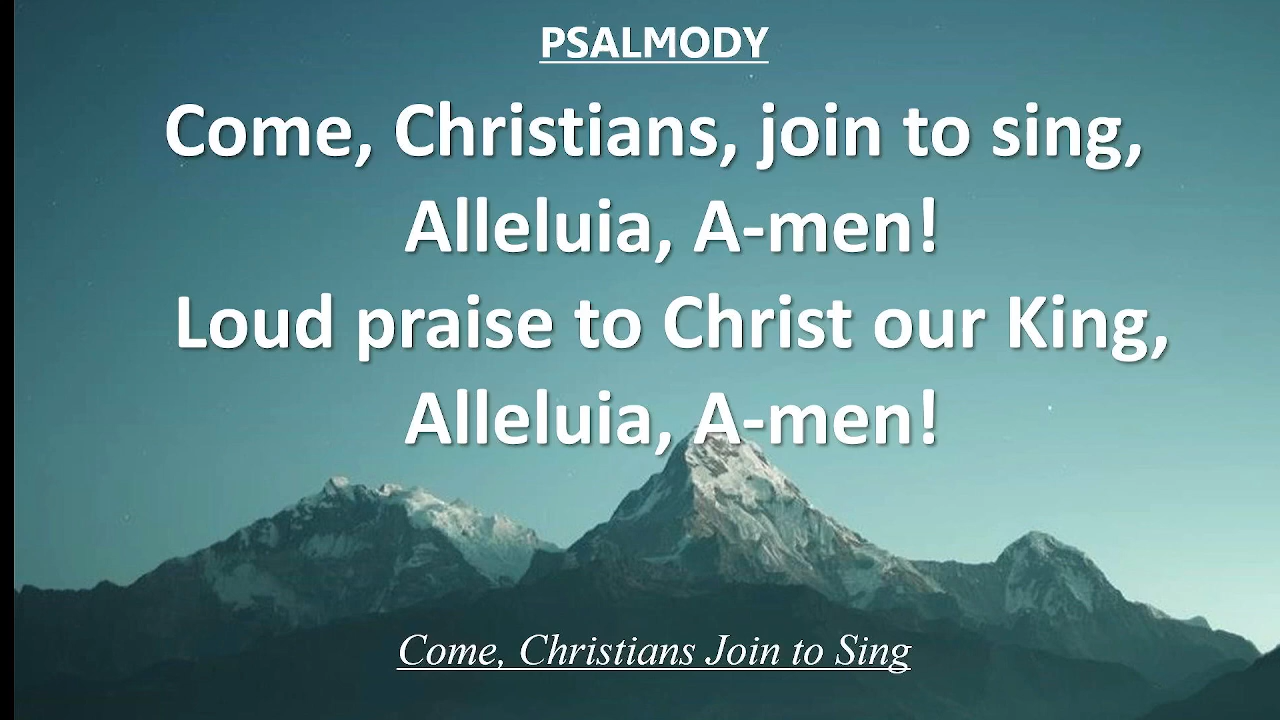 PSALMODY
Come, Christians, join to sing,
Alleluia, A-men!
Loud praise to Christ our King,
Alleluia, A-men!
Come, Christians Join to Sing